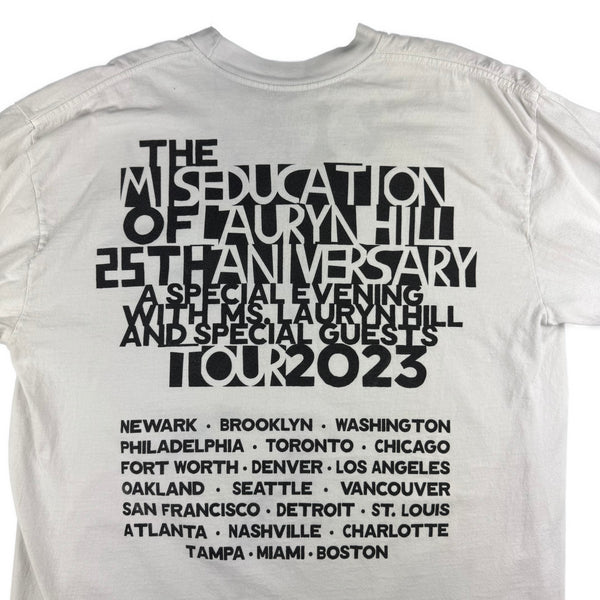 THE
MISEDUCATION
OF LAURYN HILL
25TH ANIVERSARY
A SPECIAL EVENING
WITH MS. LAURYN HILL
AND SPECIAL GUESTS
TOUR 2023
NEWARK · BROOKLYN · WASHINGTON
PHILADELPHIA · TORONTO · CHICAGO
FORT WORTH · DENVER · LOS ANGELES
OAKLAND · SEATTLE · VANCOUVER
SAN FRANCISCO · DETROIT · ST. LOUIS
ATLANTA · NASHVILLE · CHARLOTTE
TAMPA · MIAMI · BOSTON